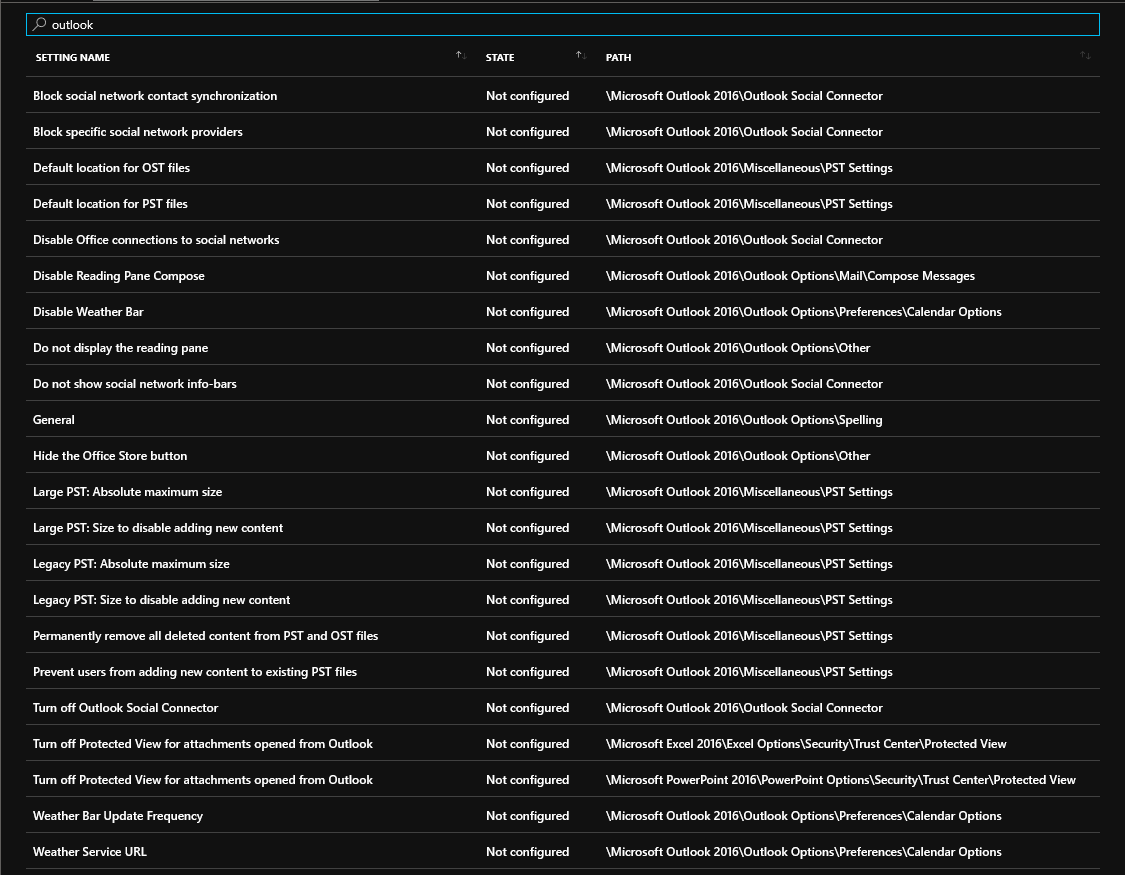 outlook
SETTING NAME STATE PATH
Block social network contact synchronization Not configured \Microsoft Outlook 2016\Outlook Social Connector
Block specific social network providers Not configured \Microsoft Outlook 2016\Outlook Social Connector
Default location for OST files Not configured \Microsoft Outlook 2016\Miscellaneous\PST Settings
Default location for PST files Not configured \Microsoft Outlook 2016\Miscellaneous\PST Settings
Disable Office connections to social networks Not configured \Microsoft Outlook 2016\Outlook Social Connector
Disable Reading Pane Compose Not configured \Microsoft Outlook 2016\Outlook Options\Mail\Compose Messages
Disable Weather Bar Not configured \Microsoft Outlook 2016\Outlook Options\Preferences\Calendar Options
Do not display the reading pane Not configured \Microsoft Outlook 2016\Outlook Options\Other
Do not show social network info-bars Not configured \Microsoft Outlook 2016\Outlook Social Connector
General Not configured \Microsoft Outlook 2016\Outlook Options\Spelling
Hide the Office Store button Not configured \Microsoft Outlook 2016\Outlook Options\Other
Large PST: Absolute maximum size Not configured \Microsoft Outlook 2016\Miscellaneous\PST Settings
Large PST: Size to disable adding new content Not configured \Microsoft Outlook 2016\Miscellaneous\PST Settings
Legacy PST: Absolute maximum size Not configured \Microsoft Outlook 2016\Miscellaneous\PST Settings
Legacy PST: Size to disable adding new content Not configured \Microsoft Outlook 2016\Miscellaneous\PST Settings
Permanently remove all deleted content from PST and OST files Not configured \Microsoft Outlook 2016\Miscellaneous\PST Settings
Prevent users from adding new content to existing PST files Not configured \Microsoft Outlook 2016\Miscellaneous\PST Settings
Turn off Outlook Social Connector Not configured \Microsoft Outlook 2016\Outlook Social Connector
Turn off Protected View for attachments opened from Outlook Not configured \Microsoft Excel 2016\Excel Options\Security\Trust Center\Protected View
Turn off Protected View for attachments opened from Outlook Not configured \Microsoft PowerPoint 2016\PowerPoint Options\Security\Trust Center\Protected View
Weather Bar Update Frequency Not configured \Microsoft Outlook 2016\Outlook Options\Preferences\Calendar Options
Weather Service URL Not configured \Microsoft Outlook 2016\Outlook Options\Preferences\Calendar Options